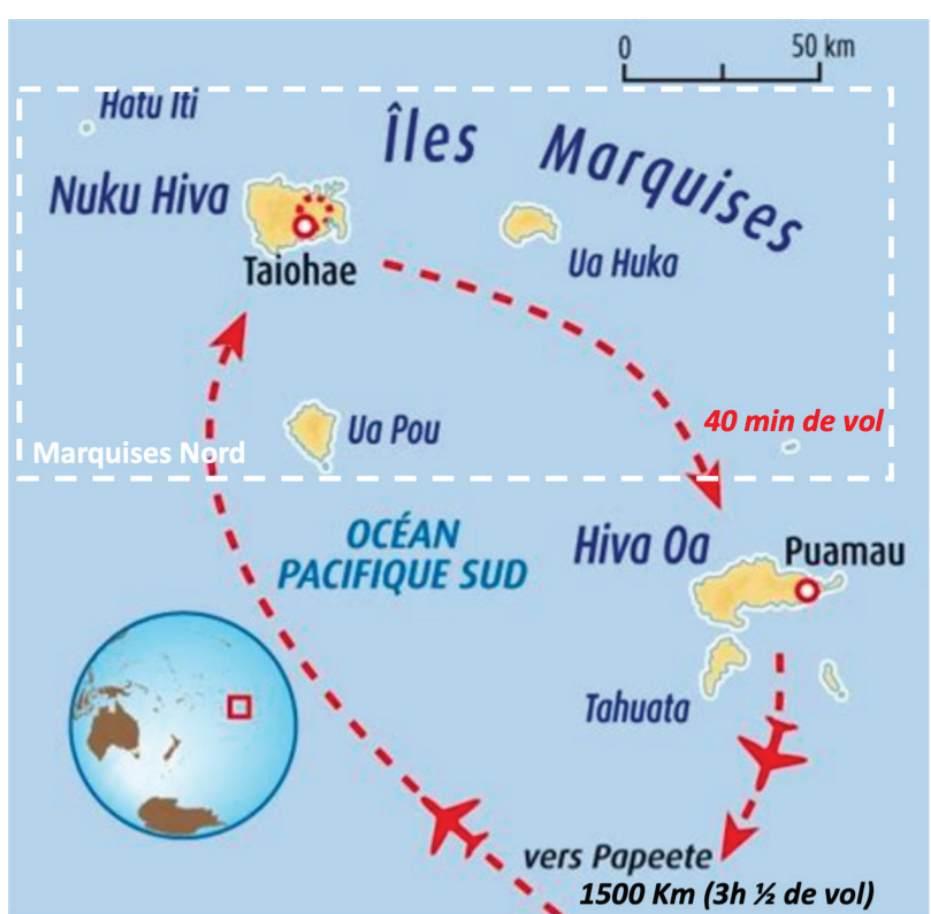 0 50 km
Hatu Iti
Îles Marquises
Nuku Hiva
Ua Huka
Taiohae
40 min de vol
Ua Pou
Marquises Nord
OCÉAN
PACIFIQUE SUD
Hiva Oa
Puamau
Tahuata
vers Papeete
1500 Km (3h ½ de vol)